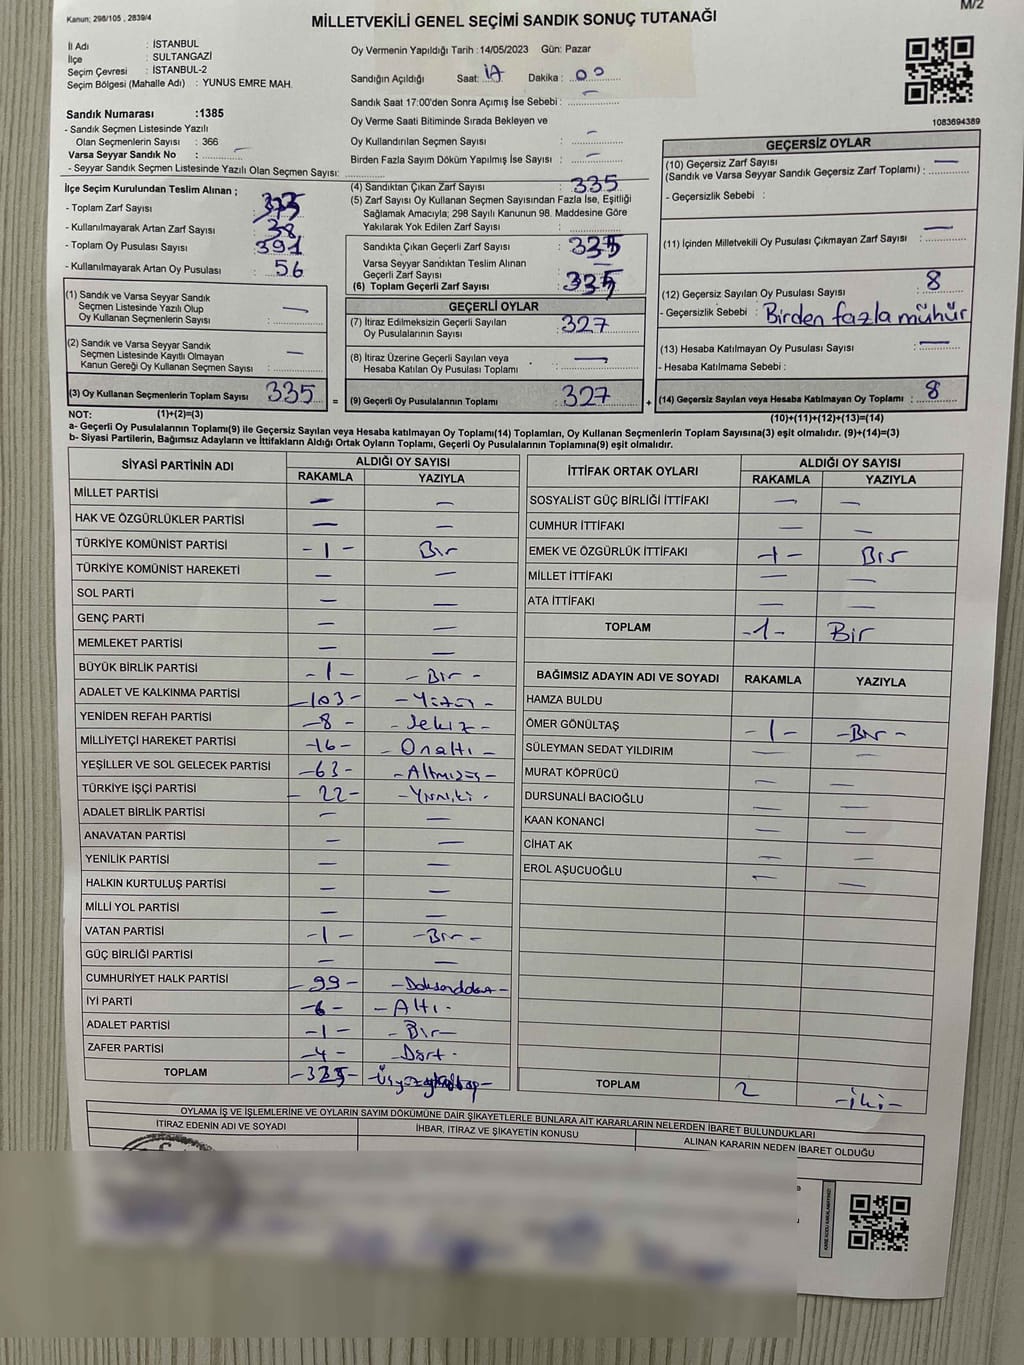 M/2
Kanun; 298/105 , 2839/4
MİLLETVEKİLİ GENEL SEÇİMİ SANDIK SONUÇ TUTANAĞI
İl Adı : İSTANBUL
İlçe : SULTANGAZİ
Seçim Çevresi : İSTANBUL-2
Seçim Bölgesi (Mahalle Adı) : YUNUS EMRE MAH.
Oy Vermenin Yapıldığı Tarih :14/05/2023 Gün: Pazar
Sandığın Açıldığı Saat: Dakika : 00
Sandık Saat 17:00'den Sonra Açımış İse Sebebi : –
Oy Verme Saati Bitiminde Sırada Bekleyen ve
Oy Kullandırılan Seçmen Sayısı : –
Birden Fazla Sayım Döküm Yapılmış İse Sayısı : –
1083694389
Sandık Numarası :1385
- Sandık Seçmen Listesinde Yazılı
Olan Seçmenlerin Sayısı : 366
Varsa Seyyar Sandık No : –
- Seyyar Sandık Seçmen Listesinde Yazılı Olan Seçmen Sayısı:
İlçe Seçim Kurulundan Teslim Alınan ;
- Toplam Zarf Sayısı :
- Kullanılmayarak Artan Zarf Sayısı : 38
- Toplam Oy Pusulası Sayısı : 391
- Kullanılmayarak Artan Oy Pusulası : 56
(1) Sandık ve Varsa Seyyar Sandık
Seçmen Listesinde Yazılı Olup
Oy Kullanan Seçmenlerin Sayısı : —
(2) Sandık ve Varsa Seyyar Sandık
Seçmen Listesinde Kayıtlı Olmayan
Kanun Gereği Oy Kullanan Seçmen Sayısı : —
(3) Oy Kullanan Seçmenlerin Toplam Sayısı 335 =
(4) Sandıktan Çıkan Zarf Sayısı : 335
(5) Zarf Sayısı Oy Kullanan Seçmen Sayısından Fazla İse, Eşitliği
Sağlamak Amacıyla; 298 Sayılı Kanunun 98. Maddesine Göre
Yakılarak Yok Edilen Zarf Sayısı :
Sandıkta Çıkan Geçerli Zarf Sayısı : 335
Varsa Seyyar Sandıktan Teslim Alınan
Geçerli Zarf Sayısı : —
(6) Toplam Geçerli Zarf Sayısı : 335
GEÇERLİ OYLAR
(7) İtiraz Edilmeksizin Geçerli Sayılan
Oy Pusulalarının Sayısı : 327
(8) İtiraz Üzerine Geçerli Sayılan veya
Hesaba Katılan Oy Pusulası Toplamı : —
(9) Geçerli Oy Pusulalarının Toplamı : 327 +
GEÇERSİZ OYLAR
(10) Geçersiz Zarf Sayısı
(Sandık ve Varsa Seyyar Sandık Geçersiz Zarf Toplamı) : —
- Geçersizlik Sebebi :
(11) İçinden Milletvekili Oy Pusulası Çıkmayan Zarf Sayısı : —
(12) Geçersiz Sayılan Oy Pusulası Sayısı : 8
- Geçersizlik Sebebi : Birden fazla mühür
(13) Hesaba Katılmayan Oy Pusulası Sayısı : —
- Hesaba Katılmama Sebebi :
(14) Geçersiz Sayılan veya Hesaba Katılmayan Oy Toplamı : 8
NOT: (1)+(2)=(3)
(10)+(11)+(12)+(13)=(14)
a- Geçerli Oy Pusulalarının Toplamı(9) ile Geçersiz Sayılan veya Hesaba katılmayan Oy Toplamı(14) Toplamları, Oy Kullanan Seçmenlerin Toplam Sayısına(3) eşit olmalıdır. (9)+(14)=(3)
b- Siyasi Partilerin, Bağımsız Adayların ve İttifakların Aldığı Ortak Oyların Toplamı, Geçerli Oy Pusulalarının Toplamına(9) eşit olmalıdır.
SİYASİ PARTİNİN ADI ALDIĞI OY SAYISI
RAKAMLA YAZIYLA
MİLLET PARTİSİ — —
HAK VE ÖZGÜRLÜKLER PARTİSİ — —
TÜRKİYE KOMÜNİST PARTİSİ -1- Bir
TÜRKİYE KOMÜNİST HAREKETİ — —
SOL PARTİ — —
GENÇ PARTİ — —
MEMLEKET PARTİSİ — —
BÜYÜK BİRLİK PARTİSİ -1- -Bir-
ADALET VE KALKINMA PARTİSİ -103- -Yüzüç-
YENİDEN REFAH PARTİSİ -8- -Sekiz-
MİLLİYETÇİ HAREKET PARTİSİ -16- -Onaltı-
YEŞİLLER VE SOL GELECEK PARTİSİ -63- -Altmışüç-
TÜRKİYE İŞÇİ PARTİSİ -22- -Yirmiiki-
ADALET BİRLİK PARTİSİ — —
ANAVATAN PARTİSİ — —
YENİLİK PARTİSİ — —
HALKIN KURTULUŞ PARTİSİ — —
MİLLİ YOL PARTİSİ — —
VATAN PARTİSİ -1- -Bir-
GÜÇ BİRLİĞİ PARTİSİ — —
CUMHURİYET HALK PARTİSİ -99- -Doksandokuz-
İYİ PARTİ -6- -Altı-
ADALET PARTİSİ -1- -Bir-
ZAFER PARTİSİ -4- -Dört-
TOPLAM
İTTİFAK ORTAK OYLARI ALDIĞI OY SAYISI
RAKAMLA YAZIYLA
SOSYALİST GÜÇ BİRLİĞİ İTTİFAKI — —
CUMHUR İTTİFAKI — —
EMEK VE ÖZGÜRLÜK İTTİFAKI -1- Bir
MİLLET İTTİFAKI — —
ATA İTTİFAKI — —
TOPLAM -1- Bir
BAĞIMSIZ ADAYIN ADI VE SOYADI RAKAMLA YAZIYLA
HAMZA BULDU
ÖMER GÖNÜLTAŞ -1- -Bir-
SÜLEYMAN SEDAT YILDIRIM — —
MURAT KÖPRÜCÜ —
DURSUNALİ BACIOĞLU — —
KAAN KONANCİ — —
CİHAT AK — —
EROL AŞUCUOĞLU — —
TOPLAM 2 -iki-
OYLAMA İŞ VE İŞLEMLERİNE VE OYLARIN SAYIM DÖKÜMÜNE DAİR ŞİKAYETLERLE BUNLARA AİT KARARLARIN NELERDEN İBARET BULUNDUKLARI
İTİRAZ EDENİN ADI VE SOYADI İHBAR, İTİRAZ VE ŞİKAYETİN KONUSU ALINAN KARARIN NEDEN İBARET OLDUĞU